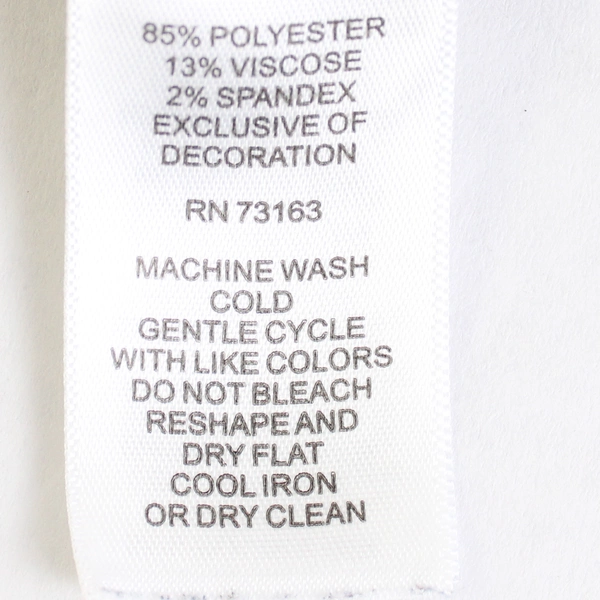 85% POLYESTER
13% VISCOSE
2% SPANDEX
EXCLUSIVE OF
DECORATION
RN 73163
MACHINE WASH
COLD
GENTLE CYCLE
WITH LIKE COLORS
DO NOT BLEACH
RESHAPE AND
DRY FLAT
COOL IRON
OR DRY CLEAN